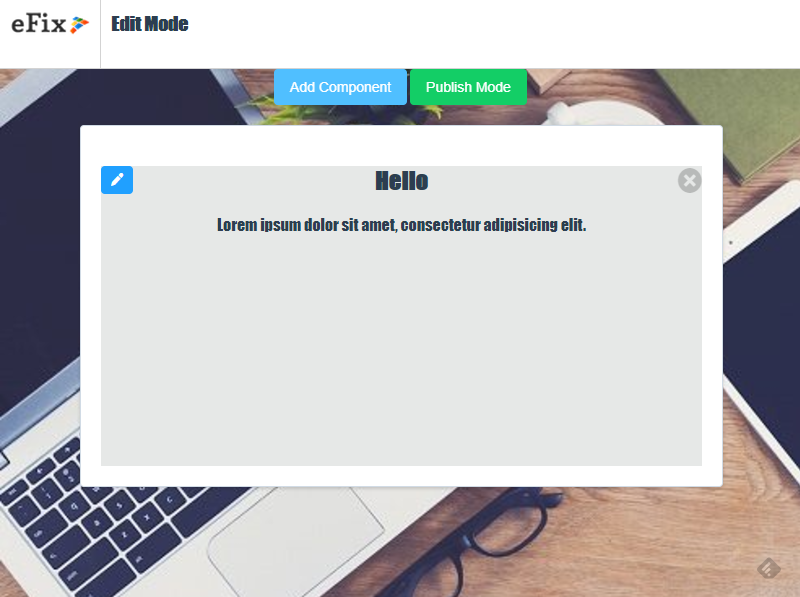 eFix
Edit Mode
Add Component
Publish Mode
Hello
Lorem ipsum dolor sit amet, consectetur adipisicing elit.